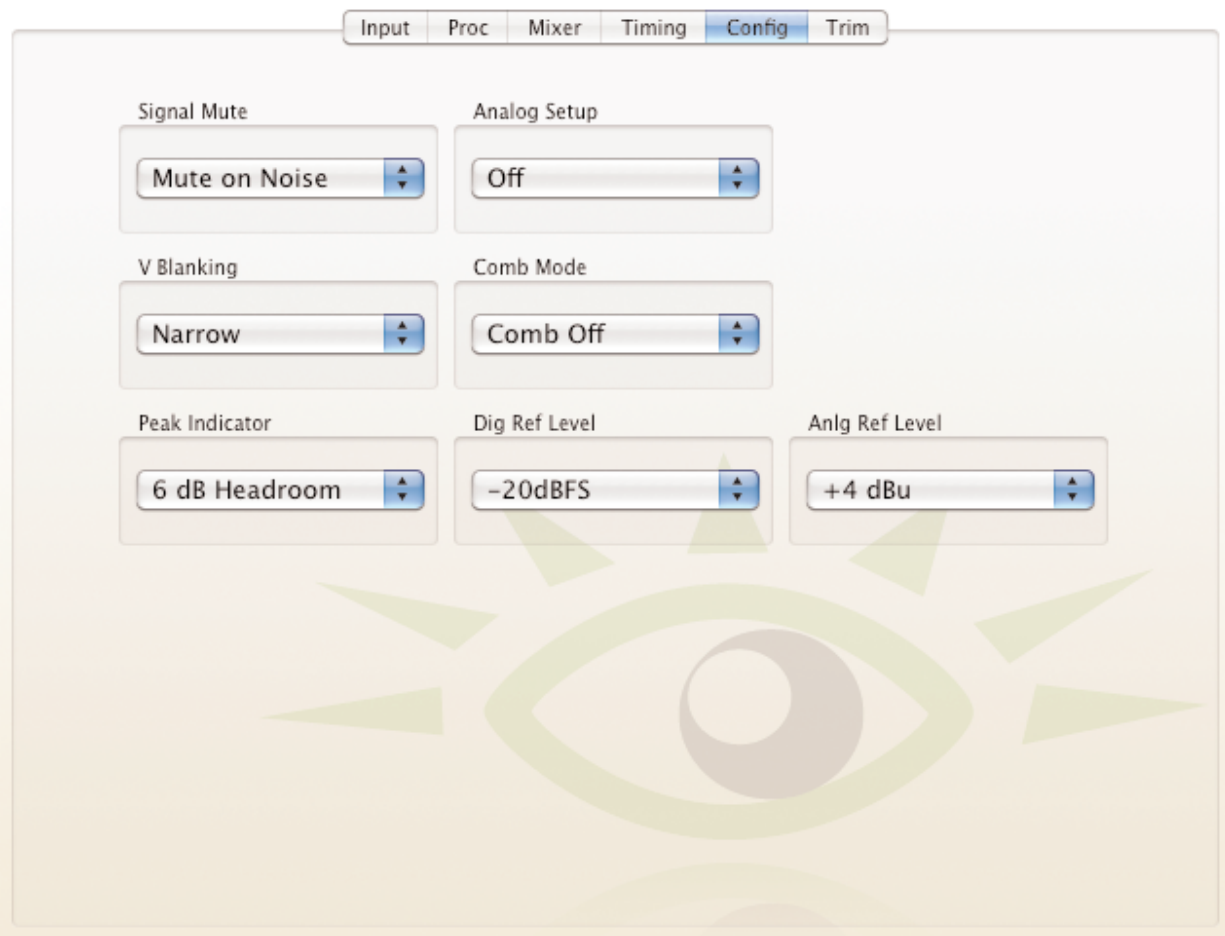 Input Proc Mixer Timing Config Trim
Signal Mute Analog Setup
Mute on Noise Off
V Blanking Comb Mode
Narrow Comb Off
Peak Indicator Dig Ref Level Anlg Ref Level
6 dB Headroom -20dBFS +4 dBu